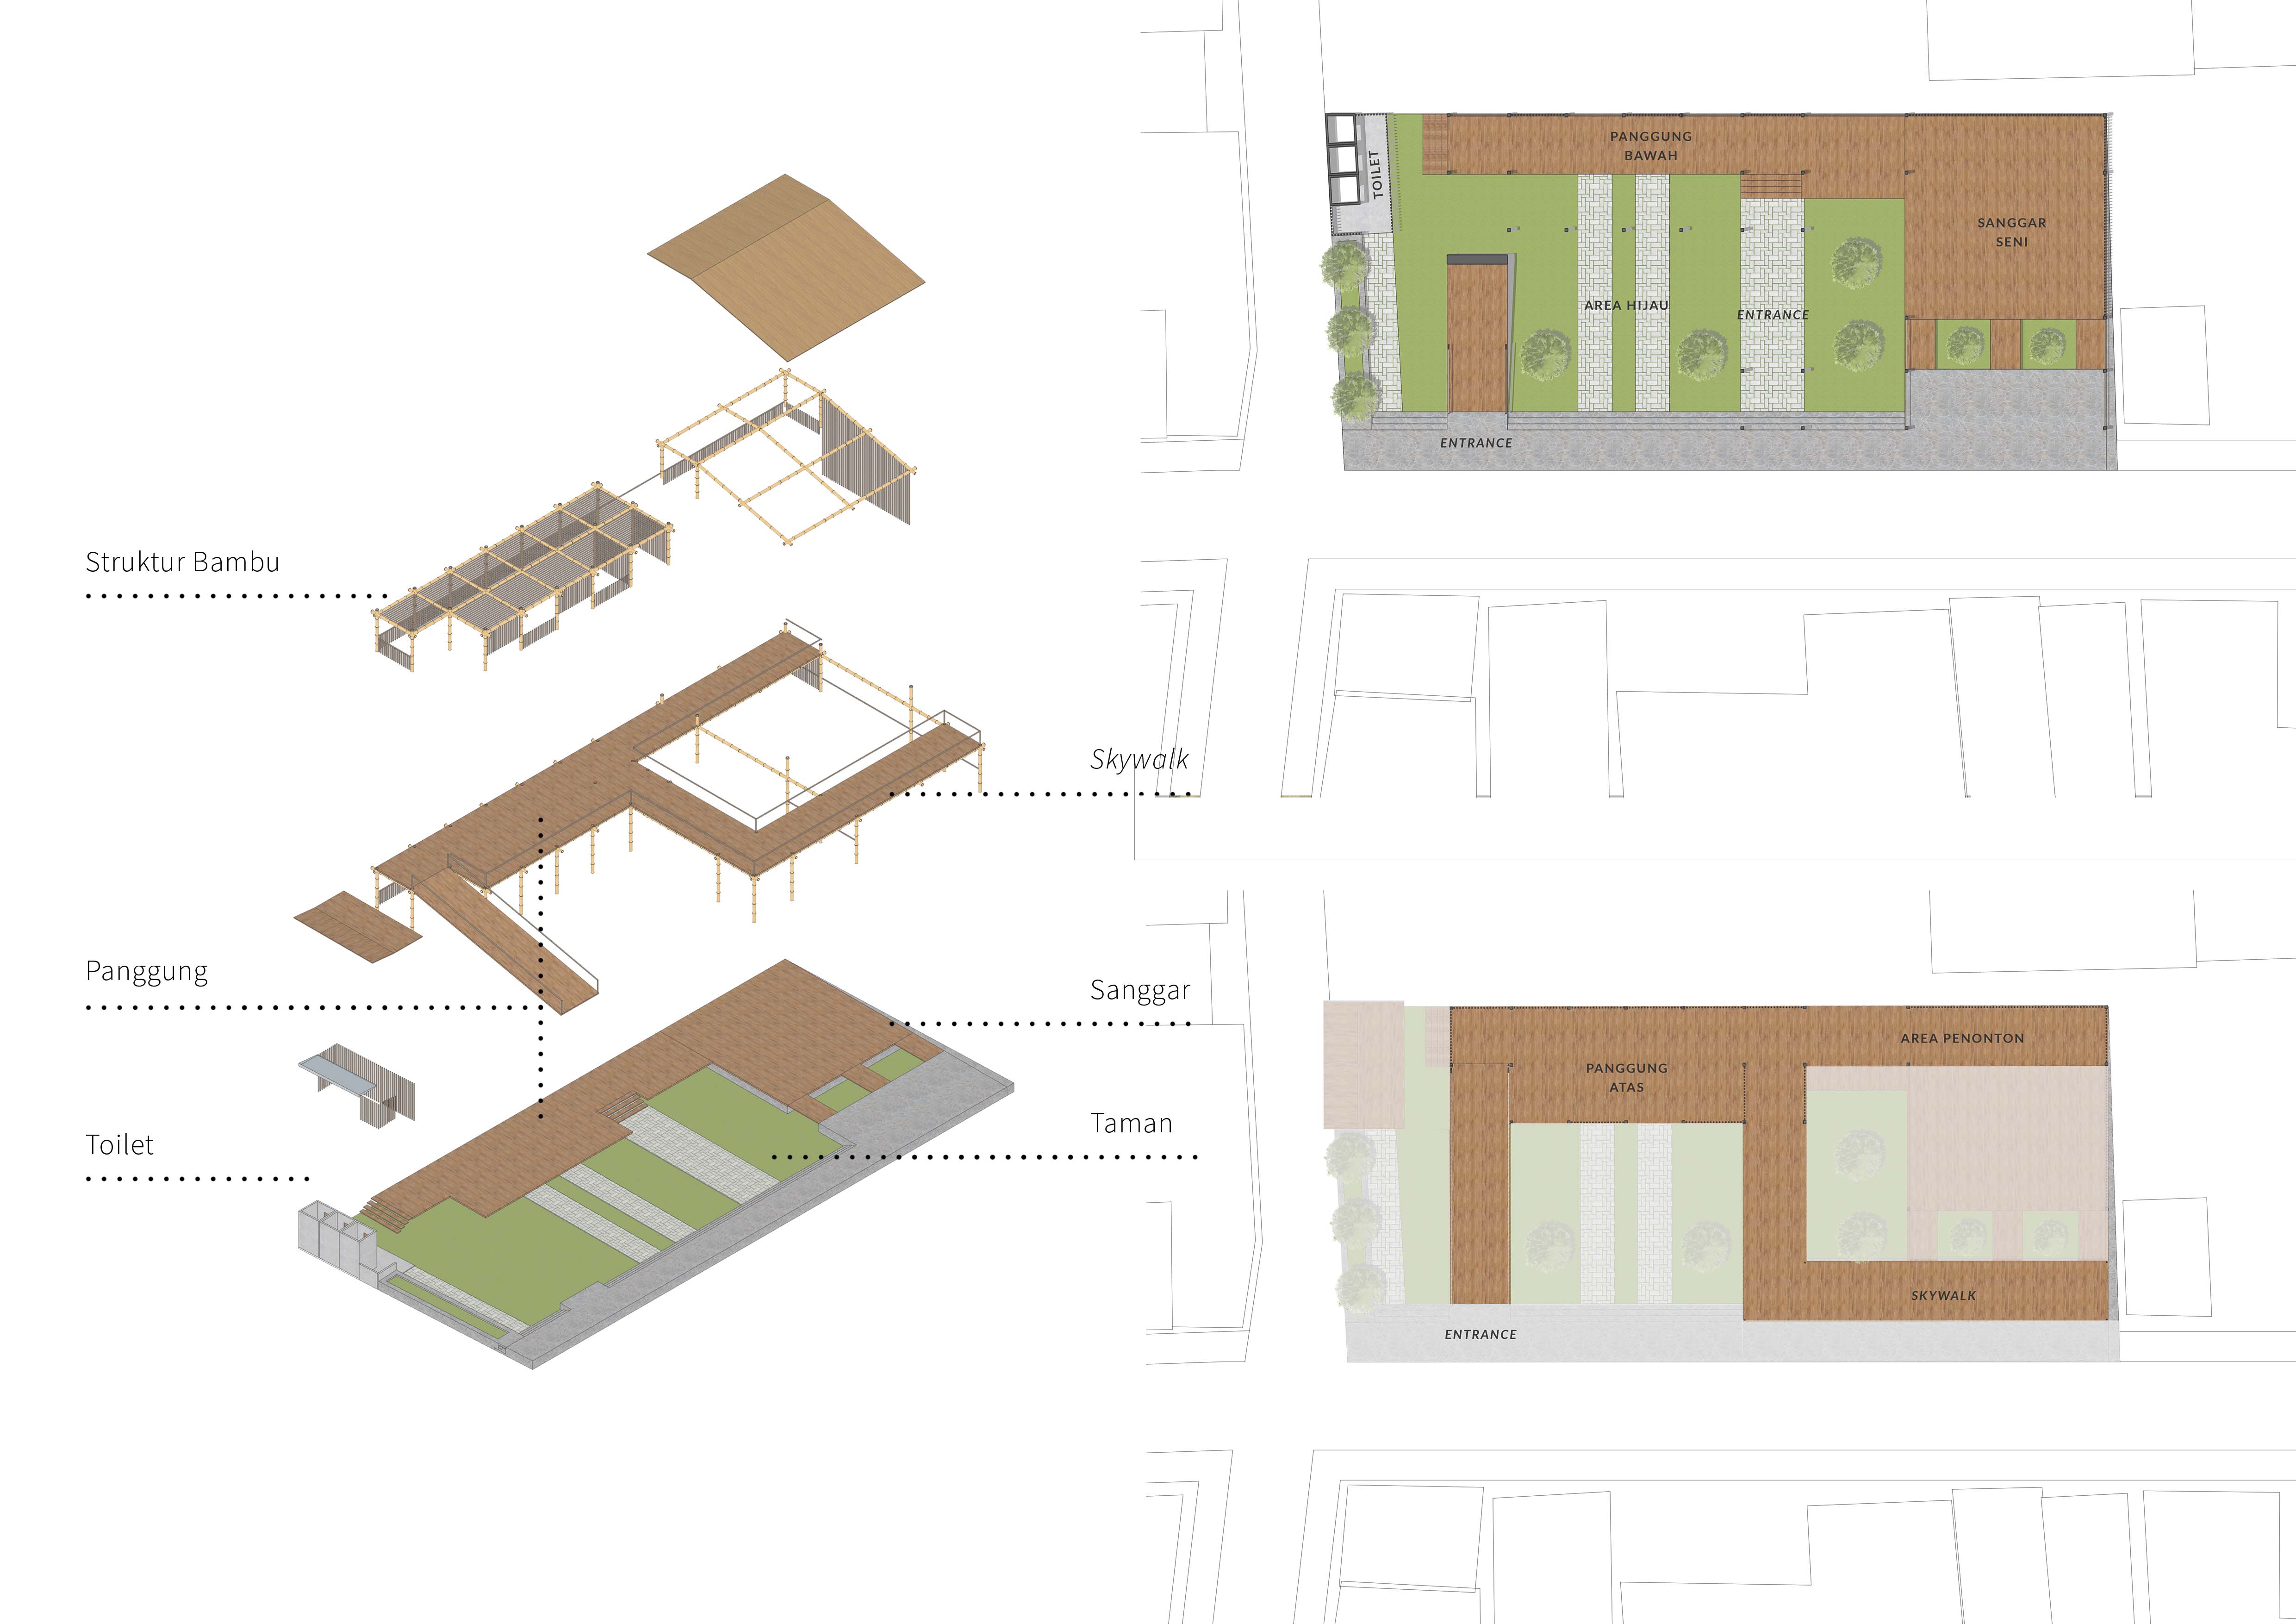 Struktur Bambu
Skywalk
Panggung
Sanggar
Taman
Toilet
PANGGUNG
BAWAH
TOILET
SANGGAR
SENI
AREA HIJAU
ENTRANCE
ENTRANCE
AREA PENONTON
PANGGUNG
ATAS
SKYWALK
ENTRANCE